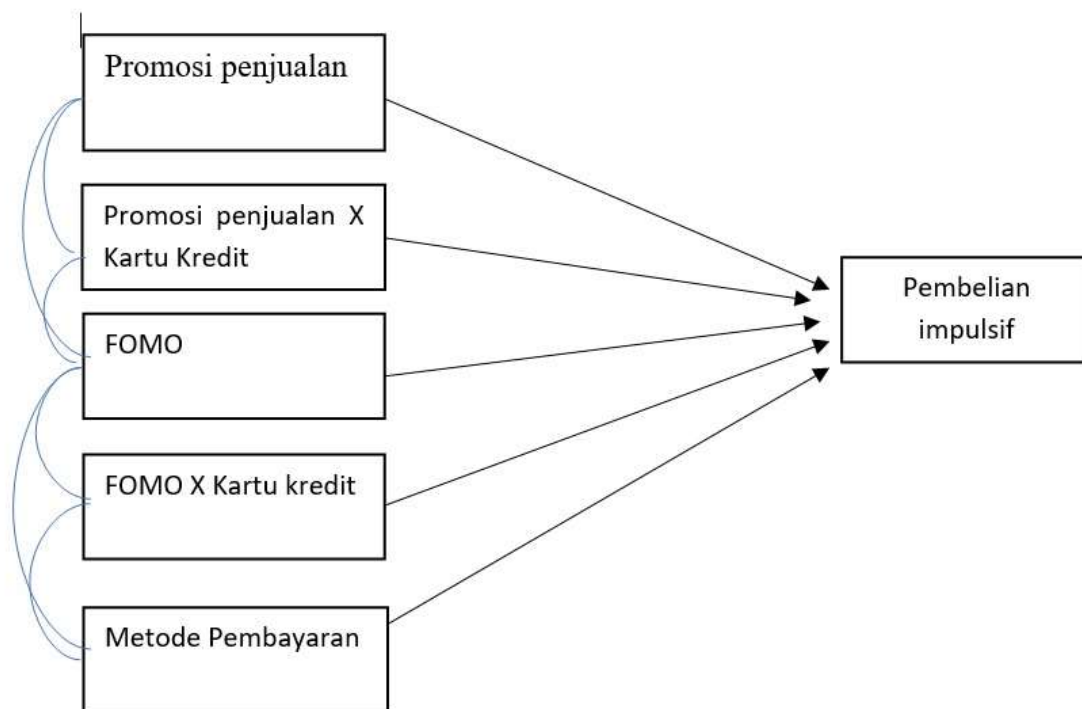 Promosi penjualan
Promosi penjualan X
Kartu Kredit
FOMO
FOMO X Kartu kredit
Metode Pembayaran
Pembelian
impulsif